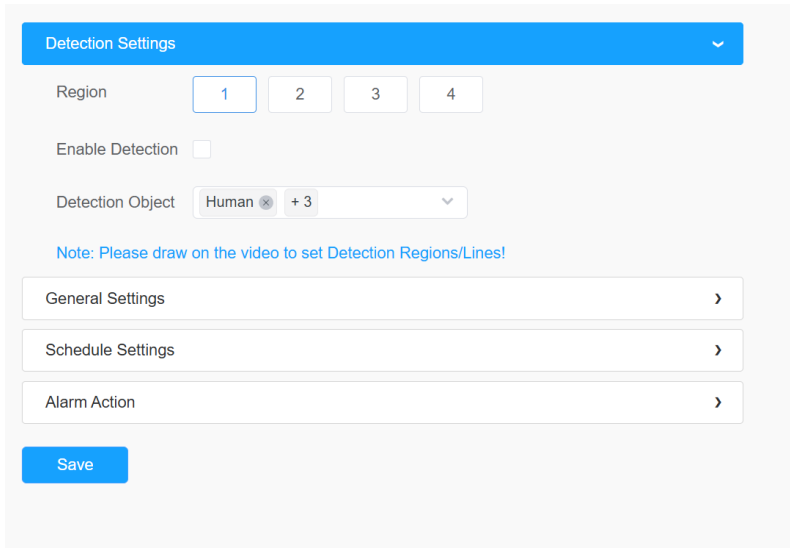 Detection Settings
Region 1 2 3 4
Enable Detection
Detection Object Human + 3
Note: Please draw on the video to set Detection Regions/Lines!
General Settings
Schedule Settings
Alarm Action
Save